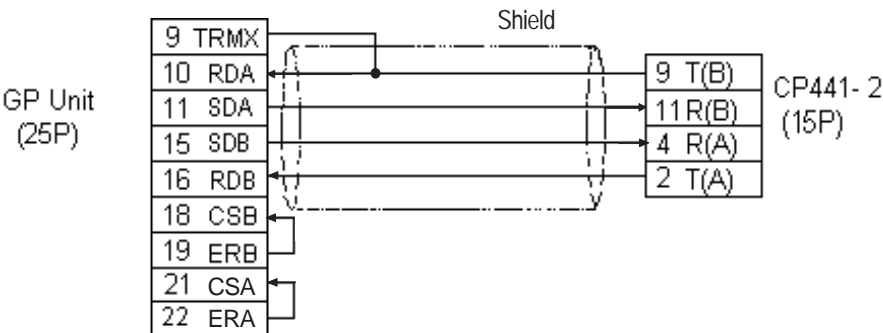 Shield
GP Unit
(25P)
9 TRMX
10 RDA
11 SDA
15 SDB
16 RDB
18 CSB
19 ERB
21 CSA
22 ERA
9 T(B)
11 R(B)
4 R(A)
2 T(A)
CP441-2
(15P)